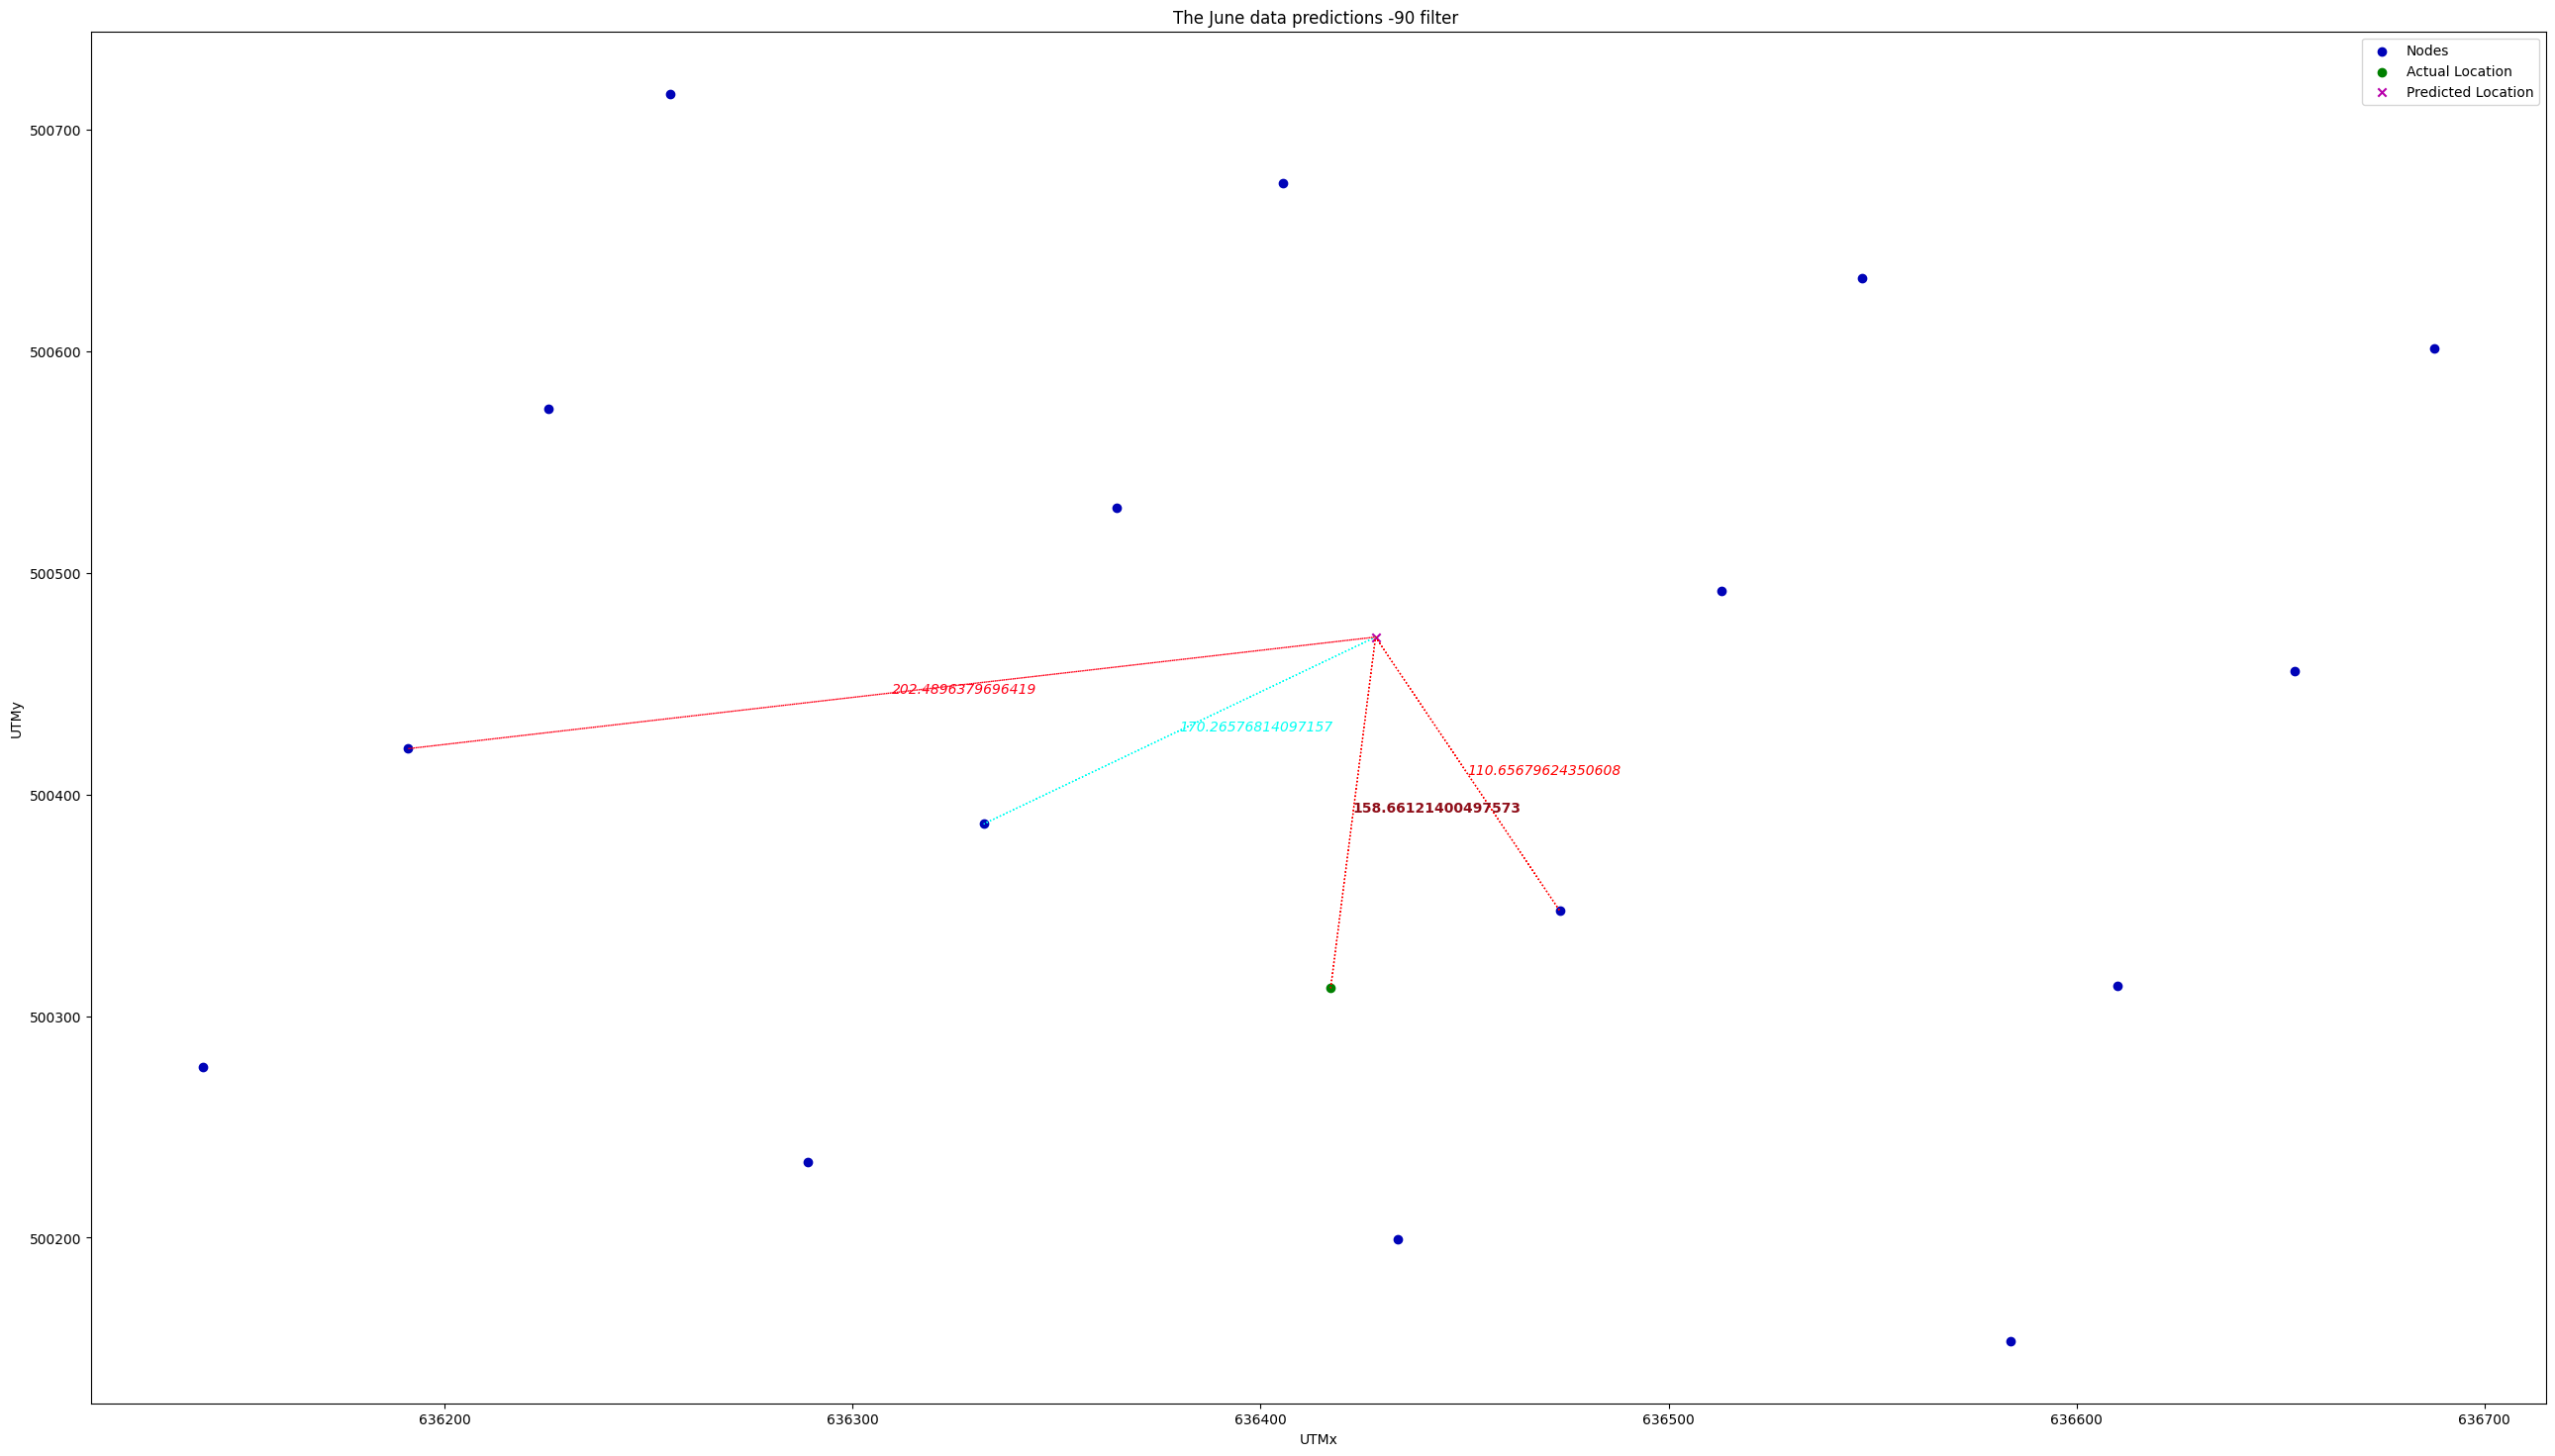 The June data predictions -90 filter
Nodes
Actual Location
Predicted Location
500700
500600
500500
500400
500300
500200
UTMy
202.4896379696419
170.26576814097157
110.65679624350608
158.66121400497573
636200
636300
636400
636500
636600
636700
UTMx